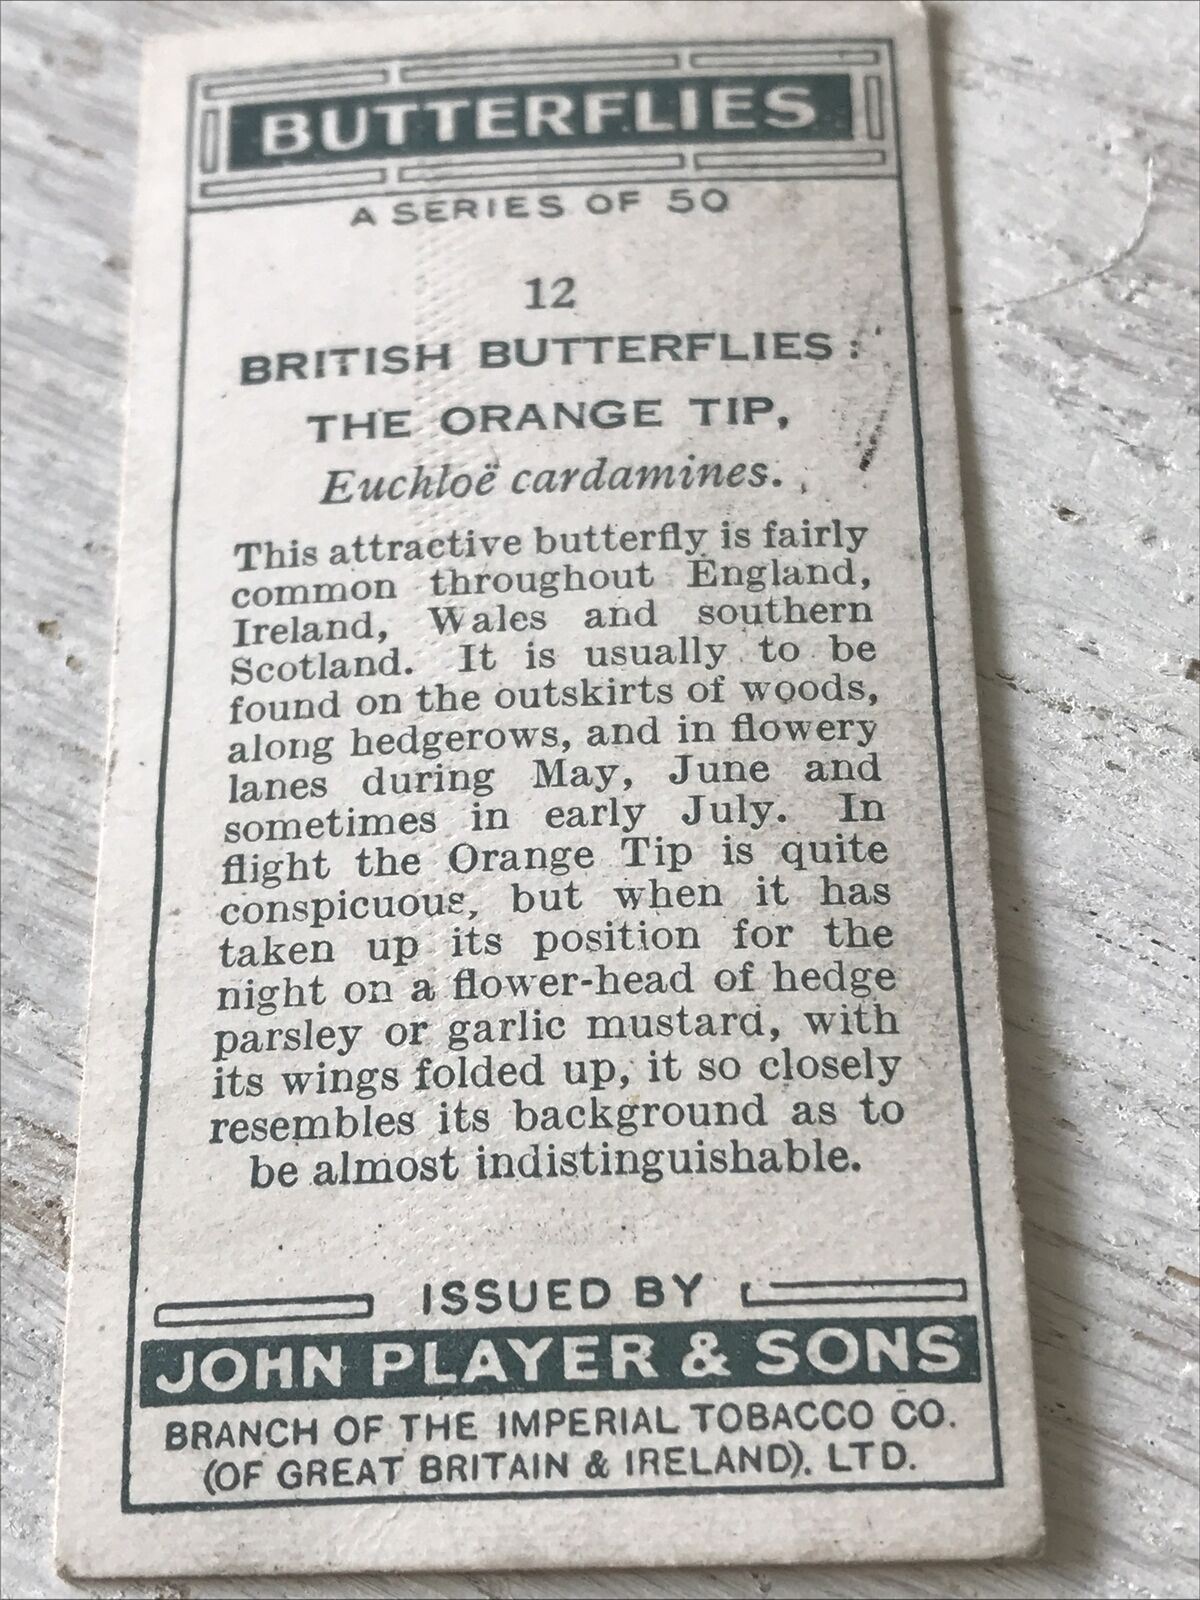 BUTTERFLIES
A SERIES OF 50
12
BRITISH BUTTERFLIES:
THE ORANGE TIP,
Euchloë cardamines.
This attractive butterfly is fairly
common throughout England,
Ireland, Wales and southern
Scotland. It is usually to be
found on the outskirts of woods,
along hedgerows, and in flowery
lanes during May, June and
sometimes in early July. In
flight the Orange Tip is quite
conspicuous, but when it has
taken up its position for the
night on a flower-head of hedge
parsley or garlic mustard, with
its wings folded up, it so closely
resembles its background as to
be almost indistinguishable.
ISSUED BY
JOHN PLAYER & SONS
BRANCH OF THE IMPERIAL TOBACCO CO.
(OF GREAT BRITAIN & IRELAND), LTD.